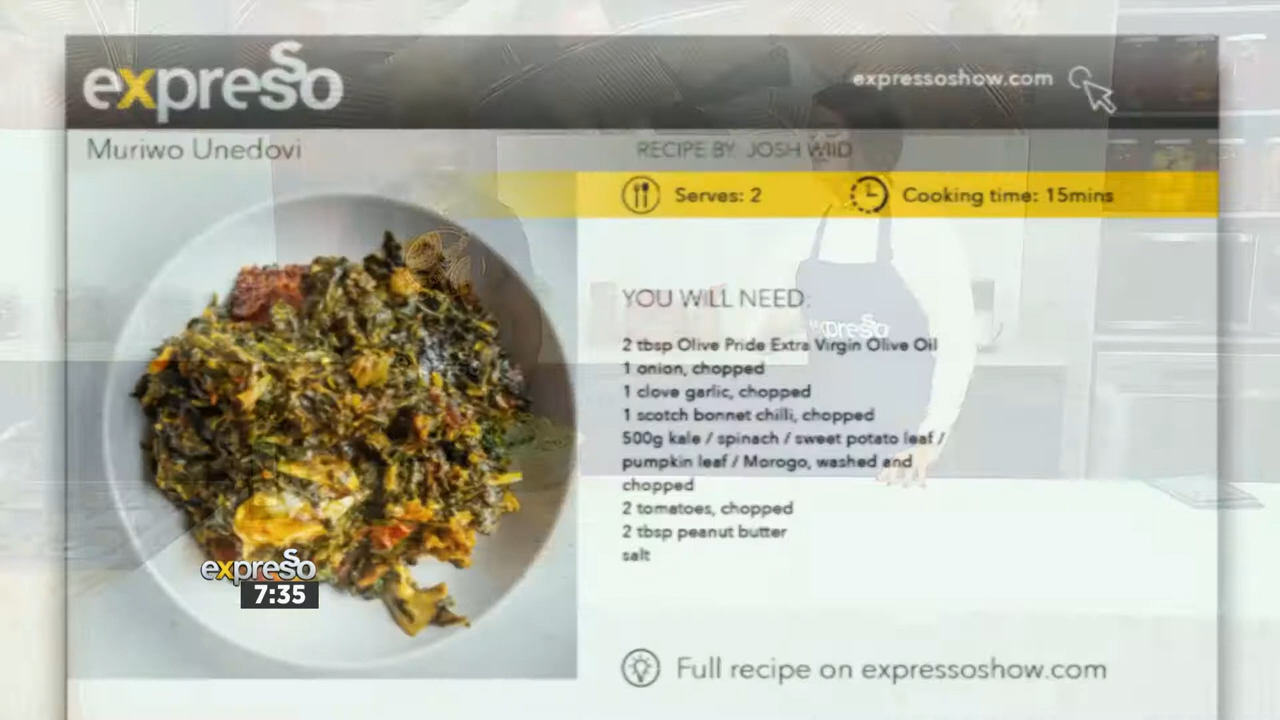 expresso
expressoshow.com
Muriwo Unedovi
RECIPE BY: JOSH WIID
Serves: 2
Cooking time: 15mins
YOU WILL NEED:
2 tbsp Olive Pride Extra Virgin Olive Oil
1 onion, chopped
1 clove garlic, chopped
1 scotch bonnet chilli, chopped
500g kale / spinach / sweet potato leaf /
pumpkin leaf / Morogo, washed and
chopped
2 tomatoes, chopped
2 tbsp peanut butter
salt
expresso
expresso
7:35
Full recipe on expressoshow.com